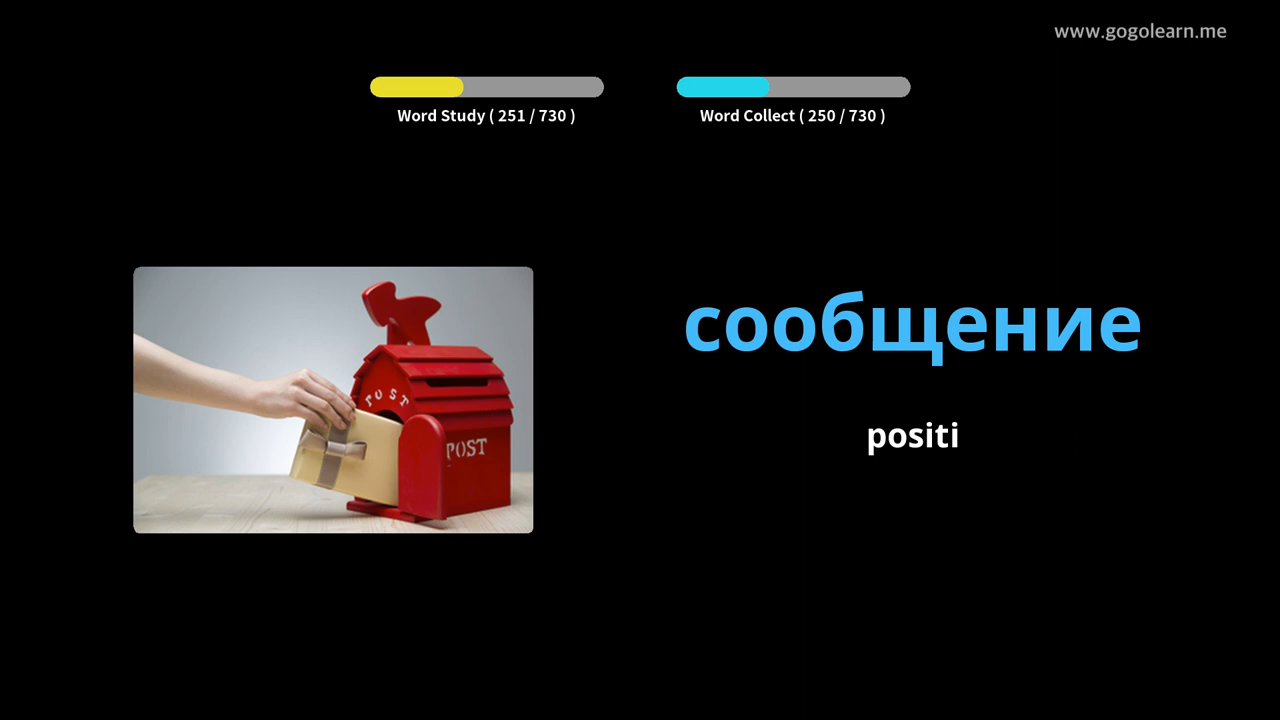 www.gogolearn.me
Word Study ( 251 / 730 )
Word Collect ( 250 / 730 )
сообщение
positi
POST
POST